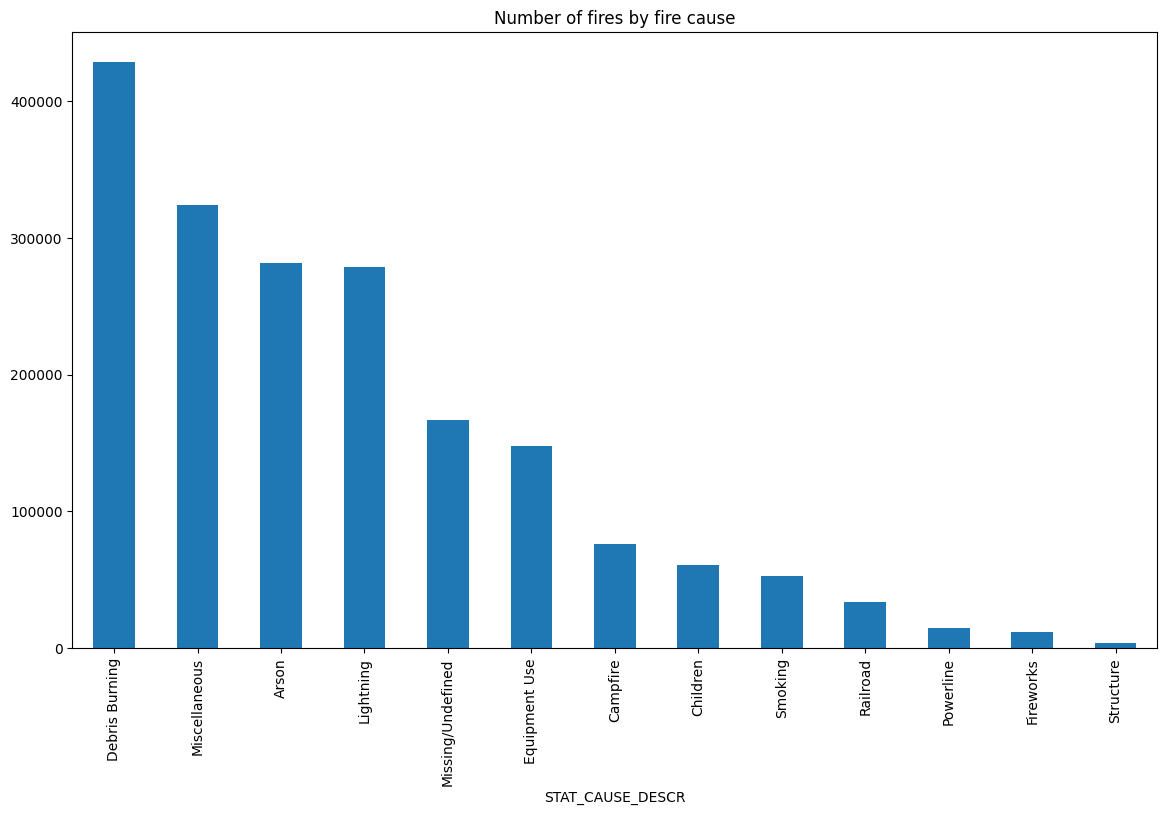 Number of fires by fire cause
400000
300000
200000
100000
0
Debris Burning
Miscellaneous
Arson
Lightning
Missing/Undefined
Equipment Use
Campfire
Children
Smoking
Railroad
Powerline
Fireworks
Structure
STAT_CAUSE_DESCR